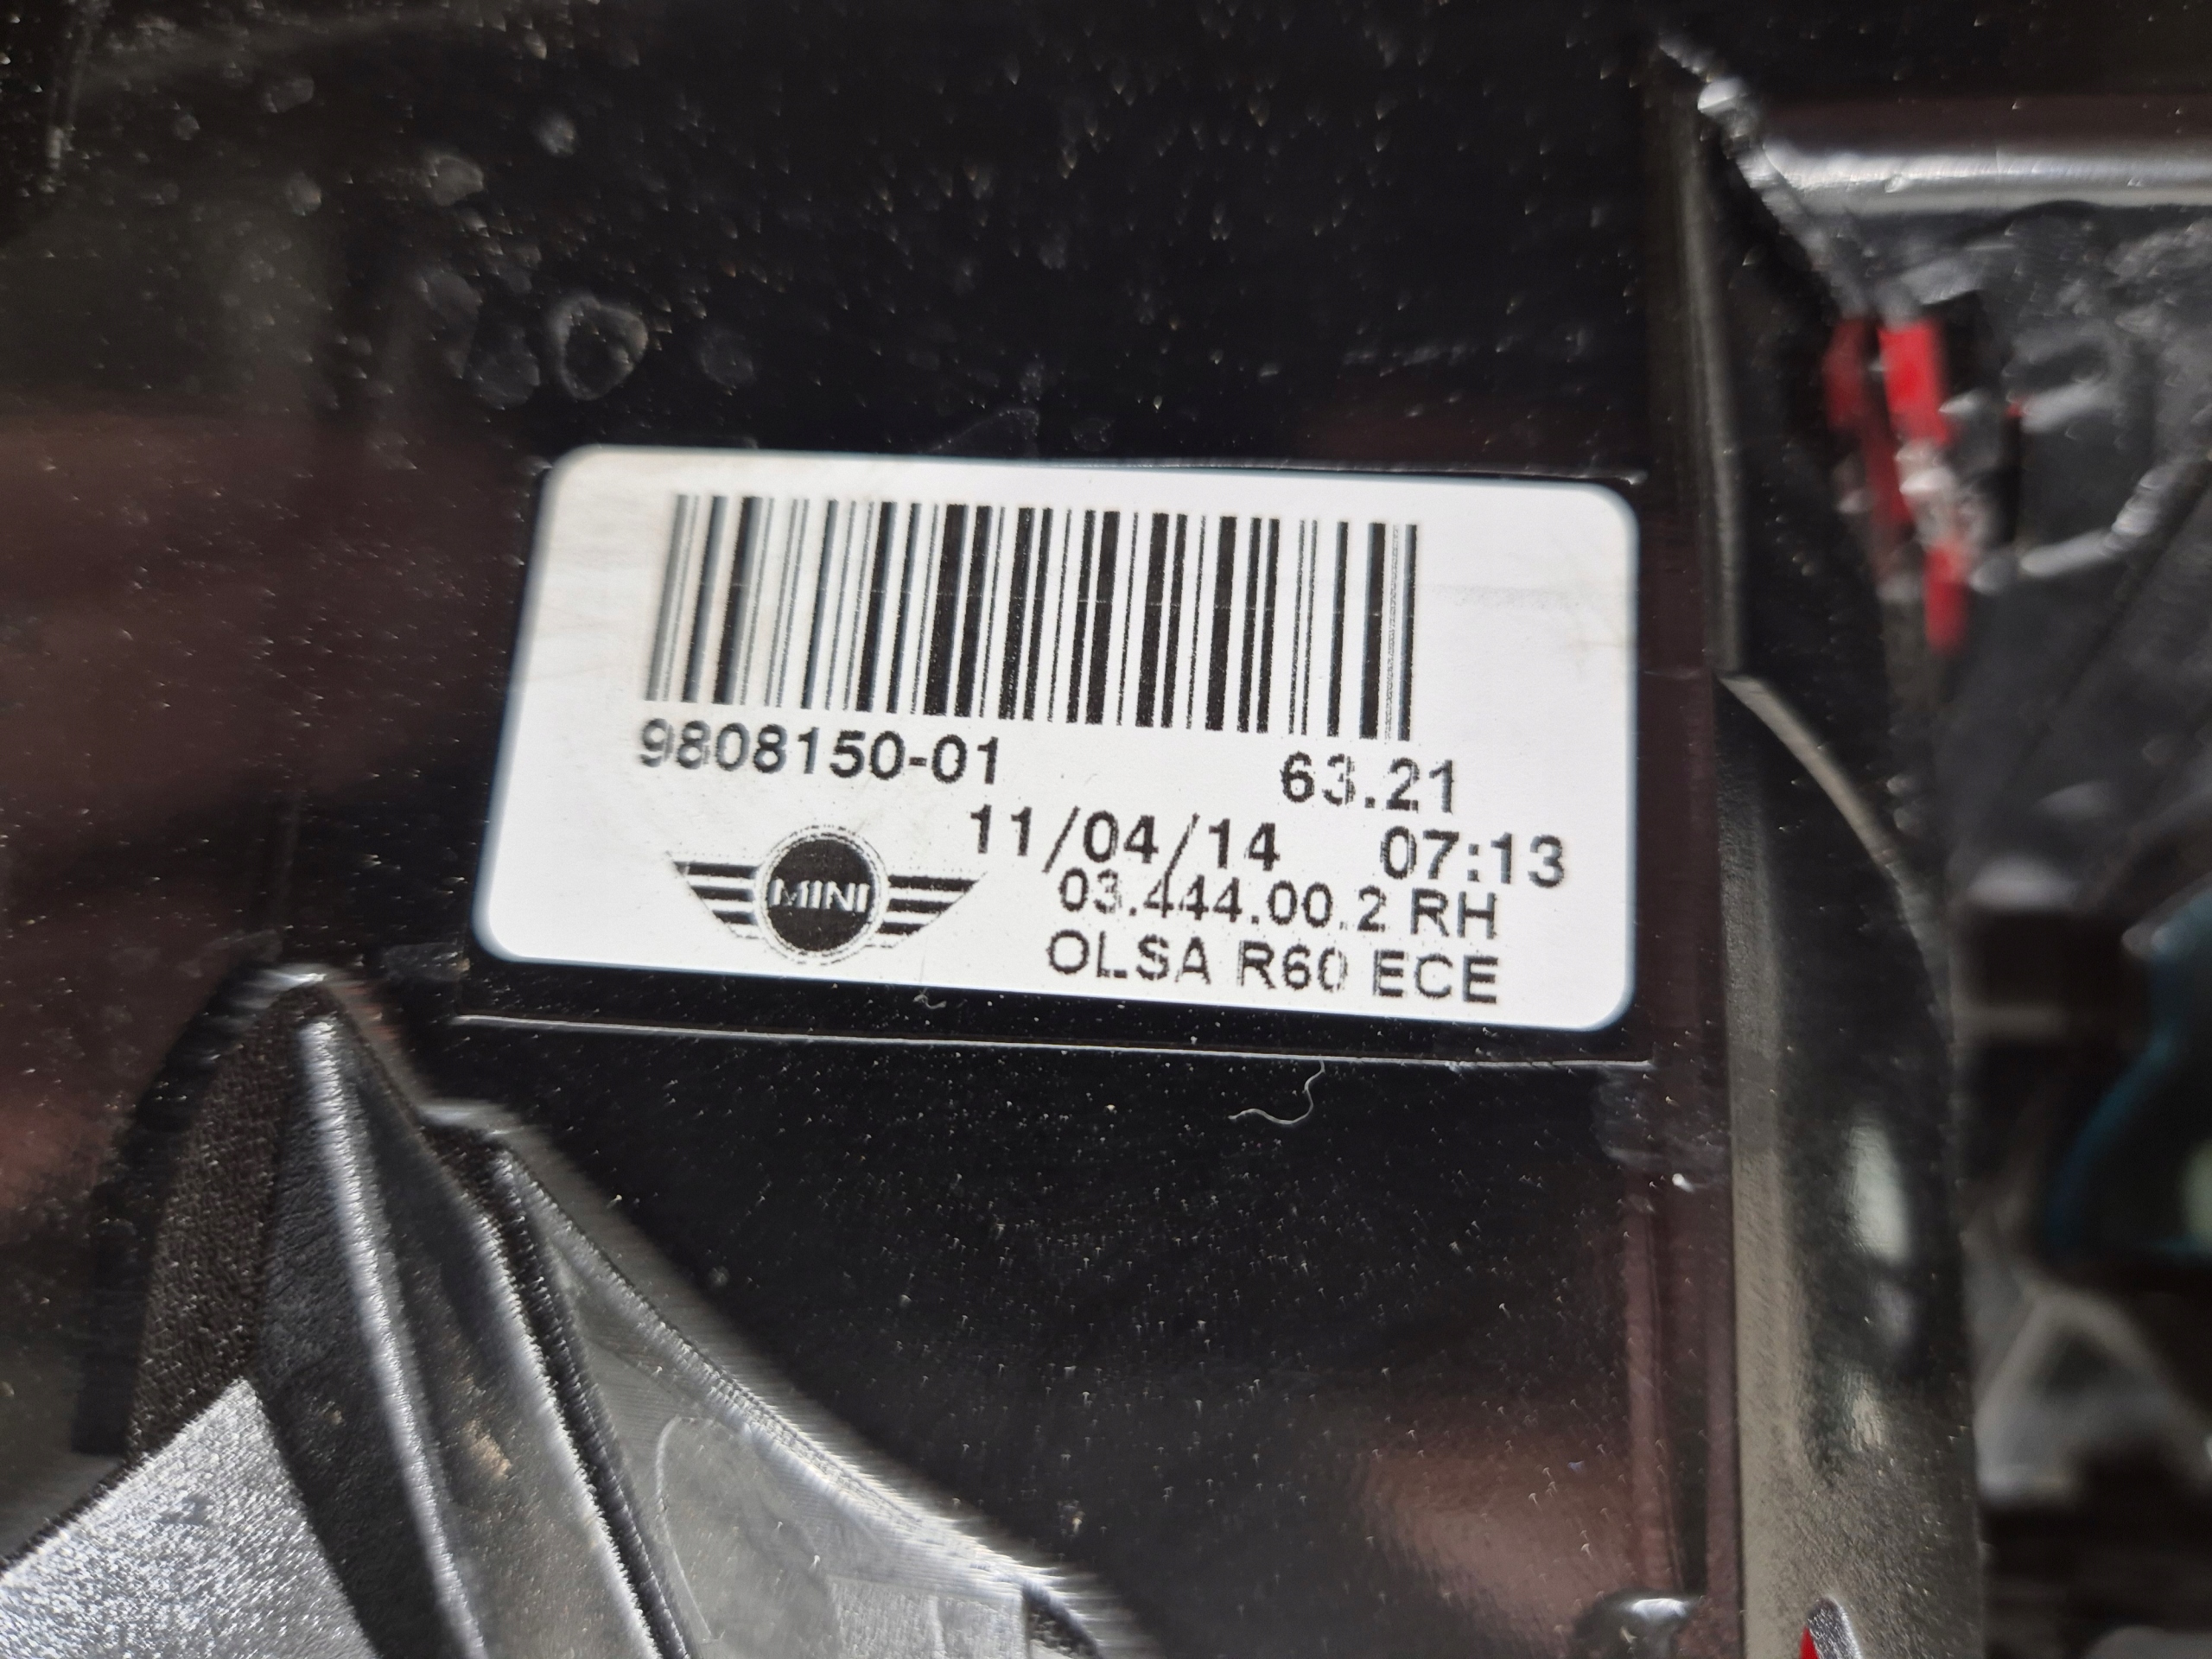 9808150-01 63.21
11/04/14 07:13
MINI
03.444.00.2 RH
OLSA R60 ECE